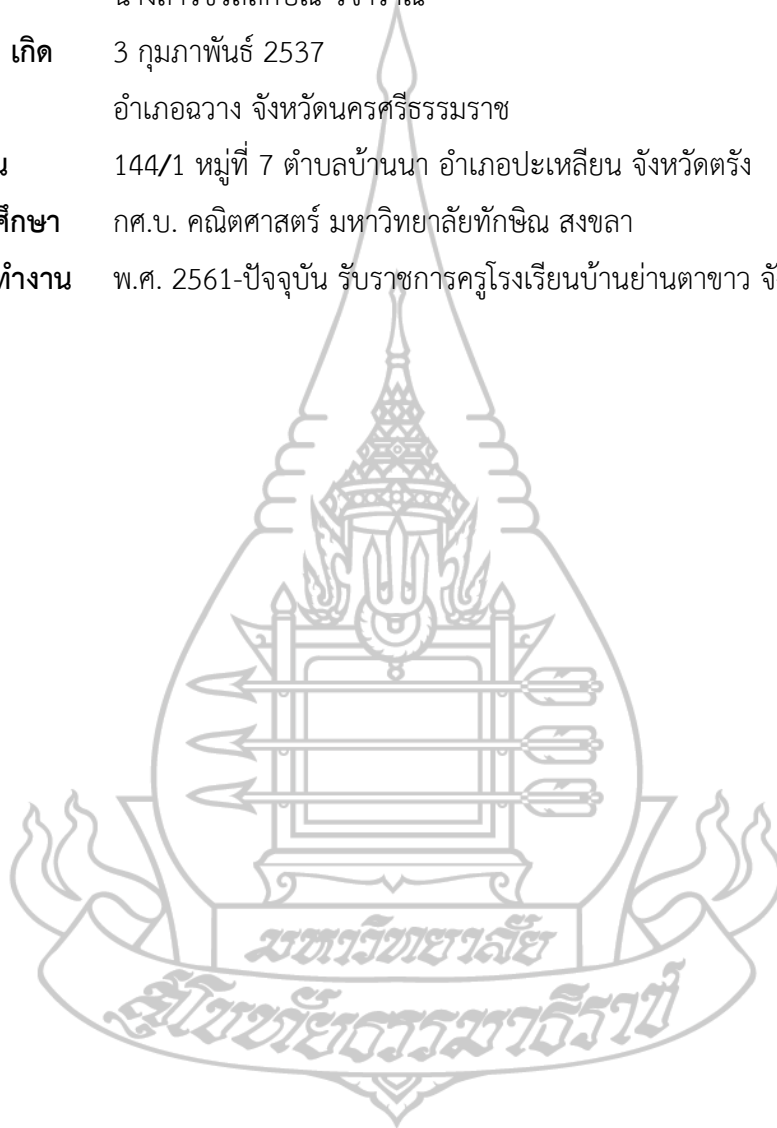 เกิด 3 กุมภาพันธ์ 2537
อำเภอฉวาง จังหวัดนครศรีธรรมราช
144/1 หมู่ที่ 7 ตำบลบ้านนา อำเภอปะเหลียน จังหวัดตรัง
กศ.บ. คณิตศาสตร์ มหาวิทยาลัยทักษิณ สงขลา
ทำงาน พ.ศ. 2561-ปัจจุบัน รับราชการครูโรงเรียนบ้านย่านตาขาว
มหาวิทยาลัย
สุโขทัยธรรมาธิราช